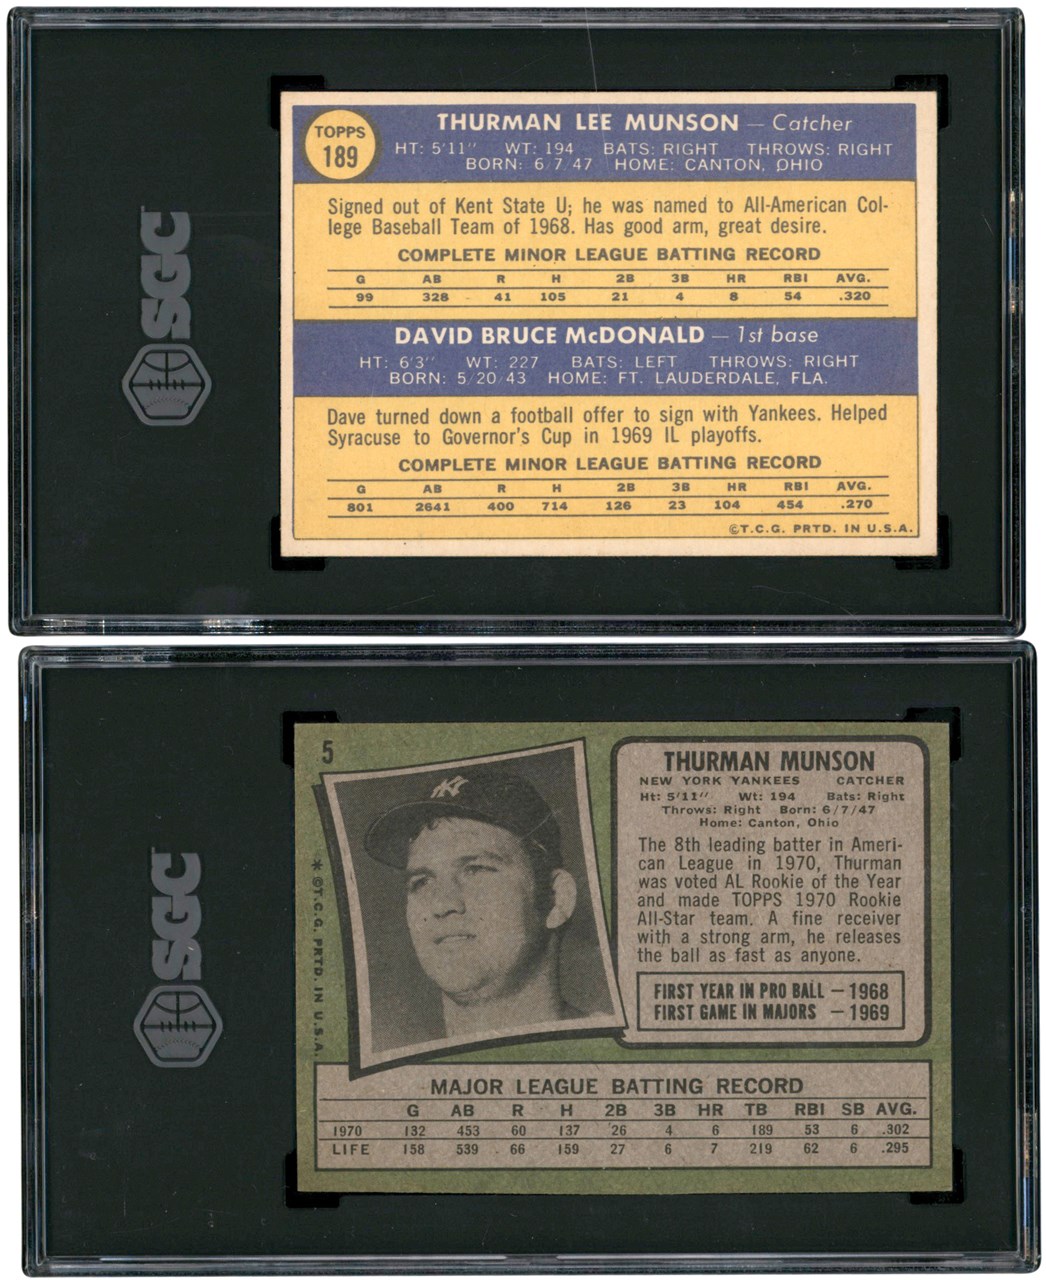 SGC
TOPPS
189
THURMAN LEE MUNSON — Catcher
HT: 5'11" WT: 194 BATS: RIGHT THROWS: RIGHT
BORN: 6/7/47 HOME: CANTON, OHIO
Signed out of Kent State U; he was named to All-American Col-
lege Baseball Team of 1968. Has good arm, great desire.
COMPLETE MINOR LEAGUE BATTING RECORD
G AB R H 2B 3B HR RBI AVG.
99 328 41 105 21 4 8 54 .320
DAVID BRUCE McDONALD — 1st base
HT: 6'3" WT: 227 BATS: LEFT THROWS: RIGHT
BORN: 5/20/43 HOME: FT. LAUDERDALE, FLA.
Dave turned down a football offer to sign with Yankees. Helped
Syracuse to Governor's Cup in 1969 IL playoffs.
COMPLETE MINOR LEAGUE BATTING RECORD
G AB R H 2B 3B HR RBI AVG.
801 2641 400 714 126 23 104 454 .270
©T.C.G. PRTD. IN U.S.A.
SGC
5
NY
* ©T.C.G. PRTD. IN U.S.A.
THURMAN MUNSON
NEW YORK YANKEES CATCHER
Ht: 5'11" Wt: 194 Bats: Right
Throws: Right Born: 6/7/47
Home: Canton, Ohio
The 8th leading batter in Ameri-
can League in 1970, Thurman
was voted AL Rookie of the Year
and made TOPPS 1970 Rookie
All-Star team. A fine receiver
with a strong arm, he releases
the ball as fast as anyone.
FIRST YEAR IN PRO BALL — 1968
FIRST GAME IN MAJORS — 1969
MAJOR LEAGUE BATTING RECORD
G AB R H 2B 3B HR TB RBI SB AVG.
1970 132 453 60 137 26 4 6 189 53 6 .302
LIFE 158 539 66 159 27 6 7 219 62 6 .295